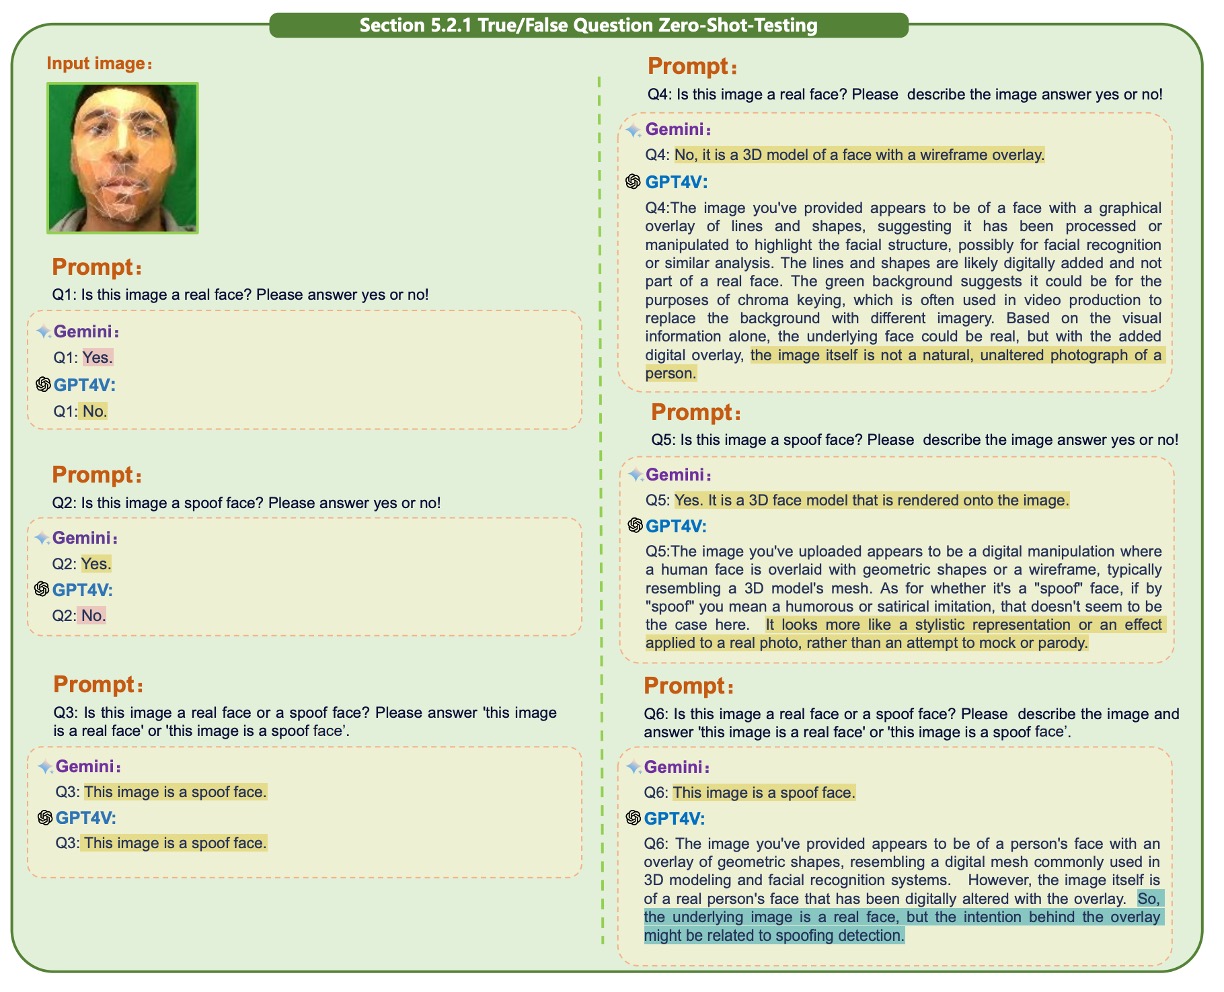 Section 5.2.1 True/False Question Zero-Shot-Testing
Input image：
Prompt：
Q1: Is this image a real face? Please answer yes or no!
Gemini：
Q1: Yes.
GPT4V:
Q1: No.
Prompt：
Q2: Is this image a spoof face? Please answer yes or no!
Gemini：
Q2: Yes.
GPT4V:
Q2: No.
Prompt：
Q3: Is this image a real face or a spoof face? Please answer 'this image
is a real face' or 'this image is a spoof face’.
Gemini：
Q3: This image is a spoof face.
GPT4V:
Q3: This image is a spoof face.
Prompt：
Q4: Is this image a real face? Please describe the image answer yes or no!
Gemini：
Q4: No, it is a 3D model of a face with a wireframe overlay.
GPT4V:
Q4:The image you've provided appears to be of a face with a graphical
overlay of lines and shapes, suggesting it has been processed or
manipulated to highlight the facial structure, possibly for facial recognition
or similar analysis. The lines and shapes are likely digitally added and not
part of a real face. The green background suggests it could be for the
purposes of chroma keying, which is often used in video production to
replace the background with different imagery. Based on the visual
information alone, the underlying face could be real, but with the added
digital overlay, the image itself is not a natural, unaltered photograph of a
person.
Prompt：
Q5: Is this image a spoof face? Please describe the image answer yes or no!
Gemini：
Q5: Yes. It is a 3D face model that is rendered onto the image.
GPT4V:
Q5:The image you've uploaded appears to be a digital manipulation where
a human face is overlaid with geometric shapes or a wireframe, typically
resembling a 3D model's mesh. As for whether it's a "spoof" face, if by
"spoof" you mean a humorous or satirical imitation, that doesn't seem to be
the case here. It looks more like a stylistic representation or an effect
applied to a real photo, rather than an attempt to mock or parody.
Prompt：
Q6: Is this image a real face or a spoof face? Please describe the image and
answer 'this image is a real face' or 'this image is a spoof face’.
Gemini：
Q6: This image is a spoof face.
GPT4V:
Q6: The image you've provided appears to be of a person's face with an
overlay of geometric shapes, resembling a digital mesh commonly used in
3D modeling and facial recognition systems. However, the image itself is
of a real person's face that has been digitally altered with the overlay. So,
the underlying image is a real face, but the intention behind the overlay
might be related to spoofing detection.